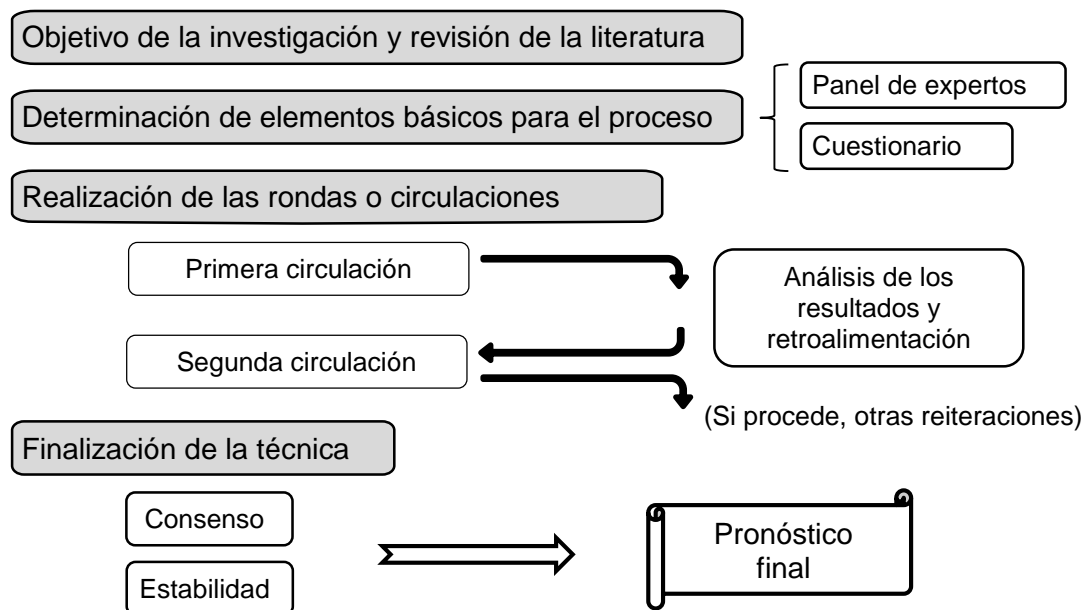 Objetivo de la investigación y revisión de la literatura
Determinación de elementos básicos para el proceso
Panel de expertos
Cuestionario
Realización de las rondas o circulaciones
Primera circulación
Análisis de los
resultados y
retroalimentación
Segunda circulación
(Si procede, otras reiteraciones)
Finalización de la técnica
Consenso
Estabilidad
Pronóstico
final